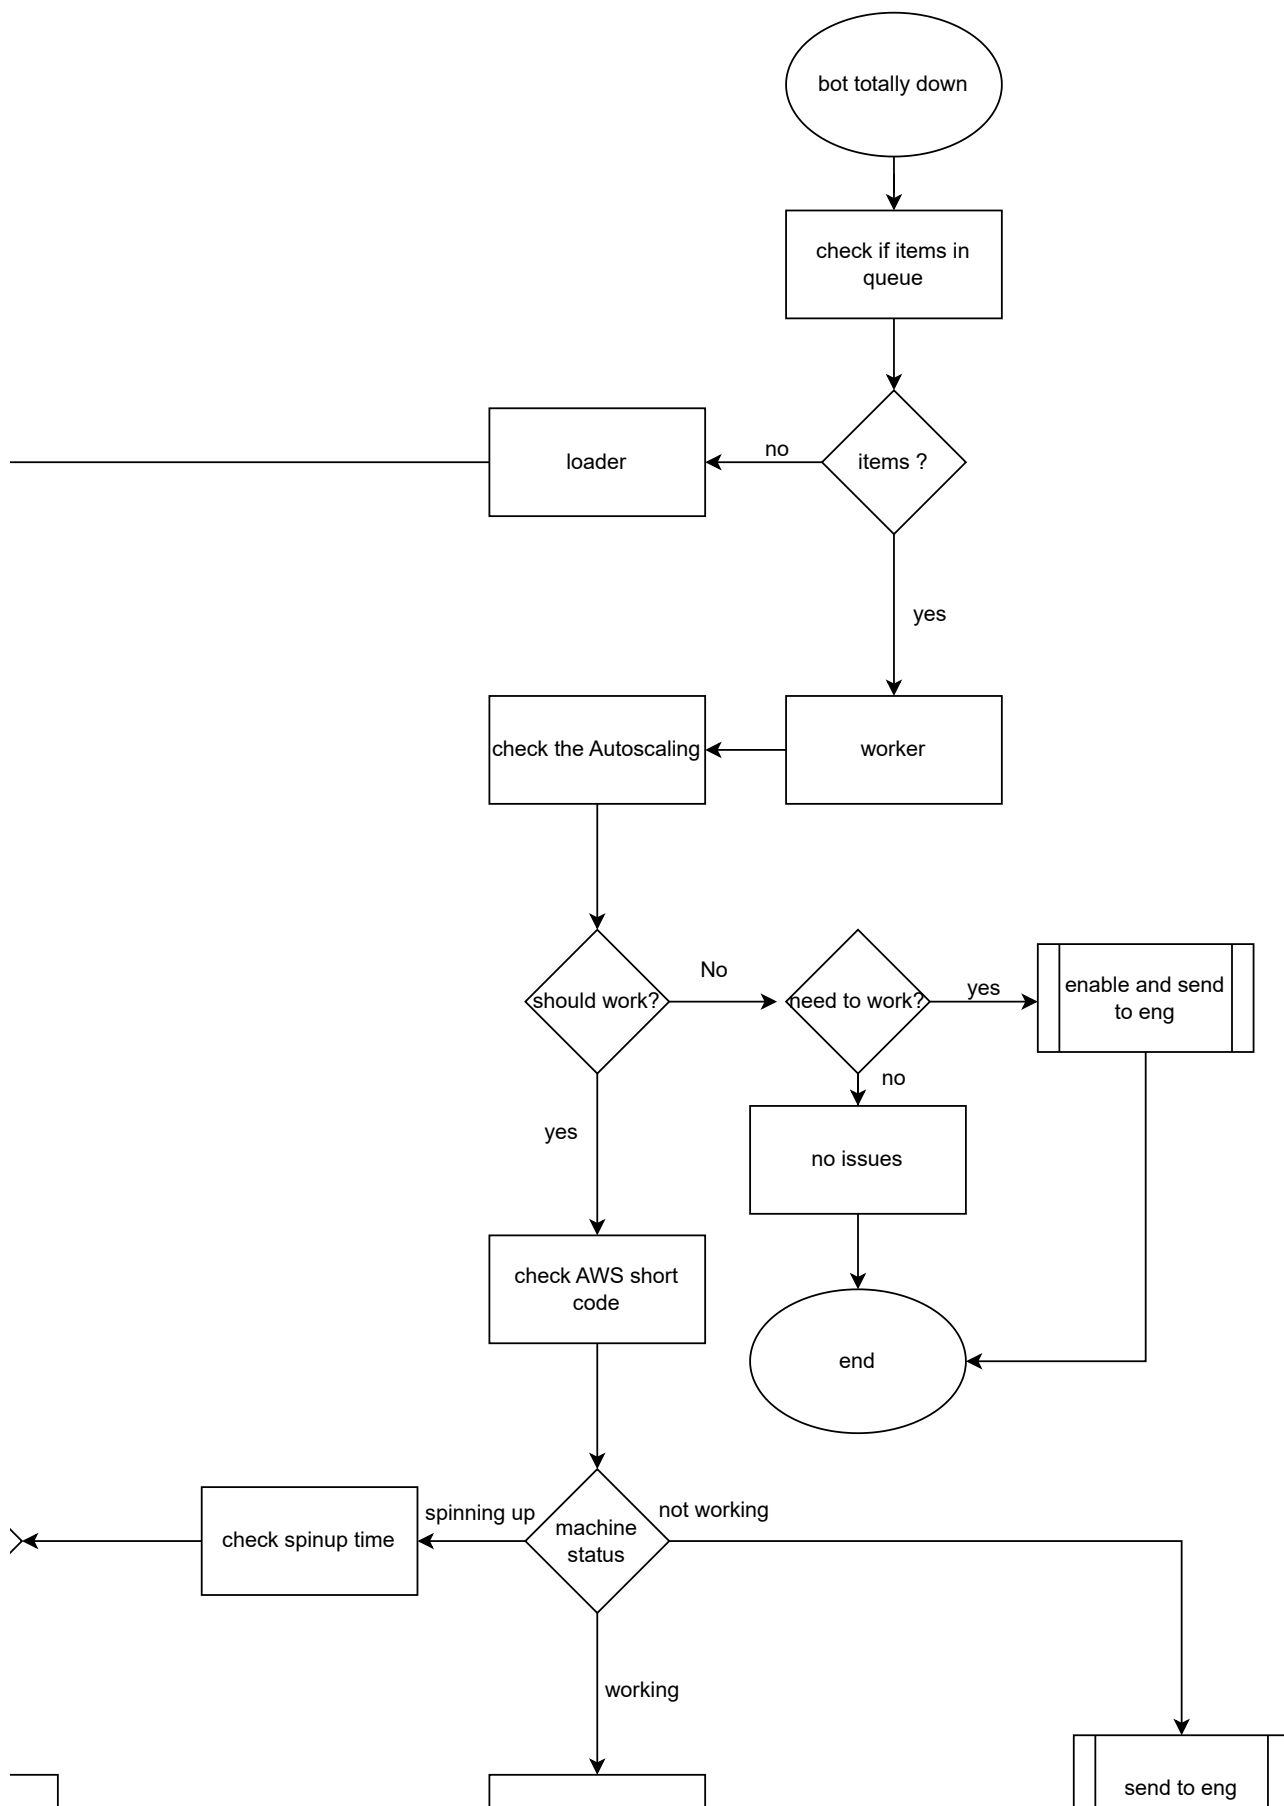 bot totally down
check if items in
queue
loader
no
items ?
yes
check the Autoscaling
worker
should work?
No
need to work?
yes
enable and send
to eng
no
yes
no issues
check AWS short
code
end
check spinup time
spinning up
machine
status
not working
working
send to eng